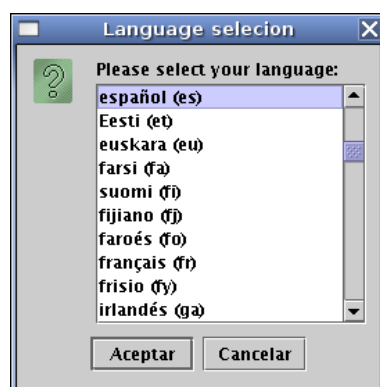 Language selecion
Please select your language:
español (es)
Eesti (et)
euskara (eu)
farsi (fa)
suomi (fi)
fijiano (fj)
faroés (fo)
français (fr)
frisio (fy)
irlandés (ga)
Aceptar Cancelar